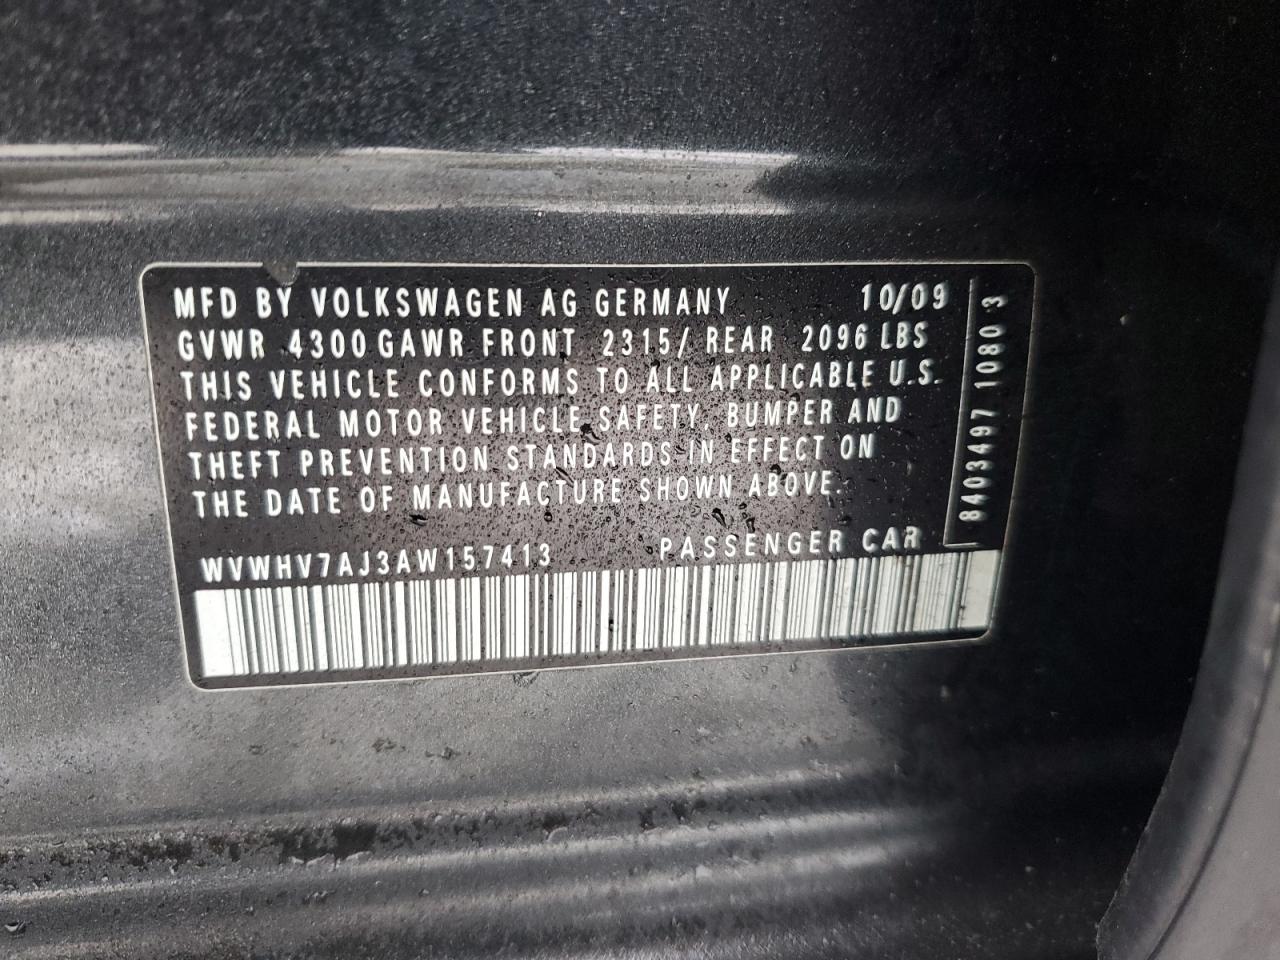 MFD BY VOLKSWAGEN AG GERMANY 10/09
GVWR 4300 GAWR FRONT 2315/ REAR 2096 LBS
THIS VEHICLE CONFORMS TO ALL APPLICABLE U.S.
FEDERAL MOTOR VEHICLE SAFETY, BUMPER AND
THEFT PREVENTION STANDARDS IN EFFECT ON
THE DATE OF MANUFACTURE SHOWN ABOVE.
WVWHV7AJ3AW157413 PASSENGER CAR
8403497 1080 3